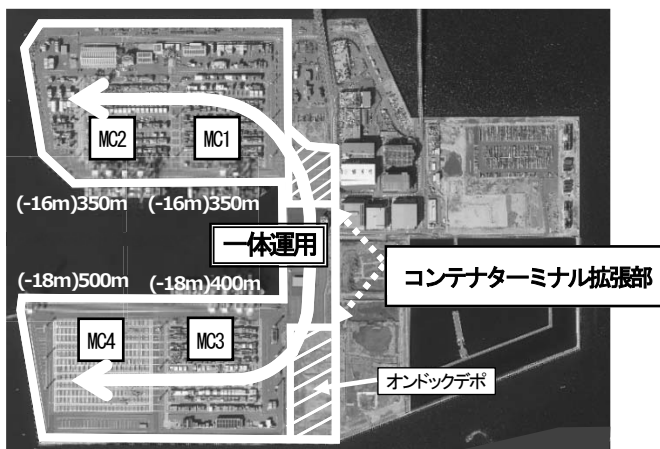 MC2
MC1
(-16m)350m
(-16m)350m
一体運用
コンテナターミナル拡張部
(-18m)500m
(-18m)400m
MC4
MC3
オンドックデポ